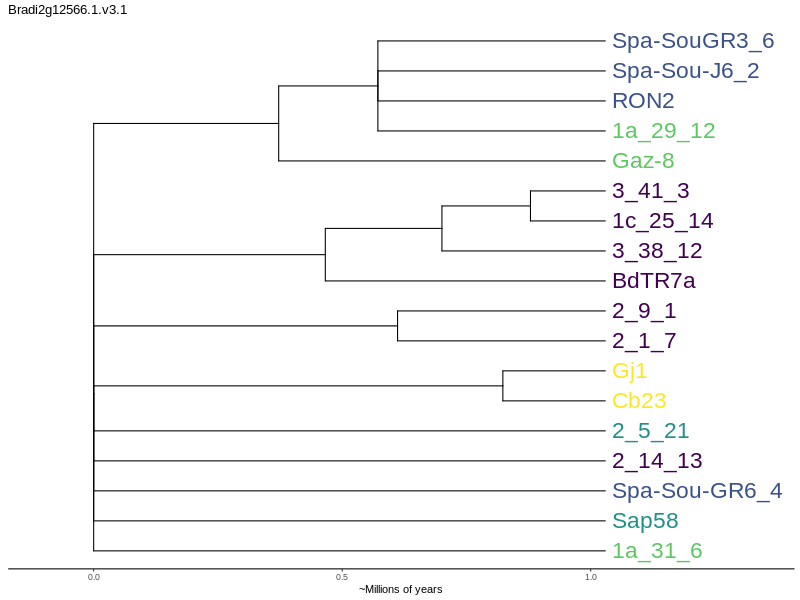 Bradi2g12566.1.v3.1
Spa-SouGR3_6
Spa-Sou-J6_2
RON2
1a_29_12
Gaz-8
3_41_3
1c_25_14
3_38_12
BdTR7a
2_9_1
2_1_7
Gj1
Cb23
2_5_21
2_14_13
Spa-Sou-GR6_4
Sap58
1a_31_6
0.0 0.5 1.0
~Millions of years